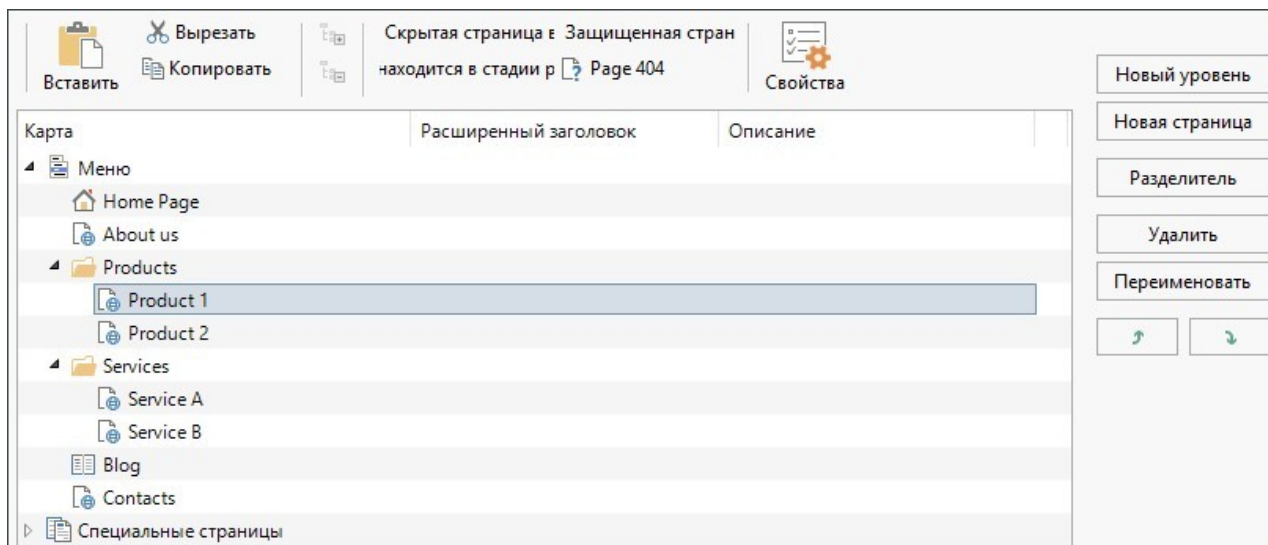 Вставить
Вырезать
Копировать
Скрытая страница в Защищенная стран
находится в стадии р Page 404
Свойства
Новый уровень
Новая страница
Разделитель
Удалить
Переименовать
Карта Расширенный заголовок Описание
Меню
Home Page
About us
Products
Product 1
Product 2
Services
Service A
Service B
Blog
Contacts
Специальные страницы